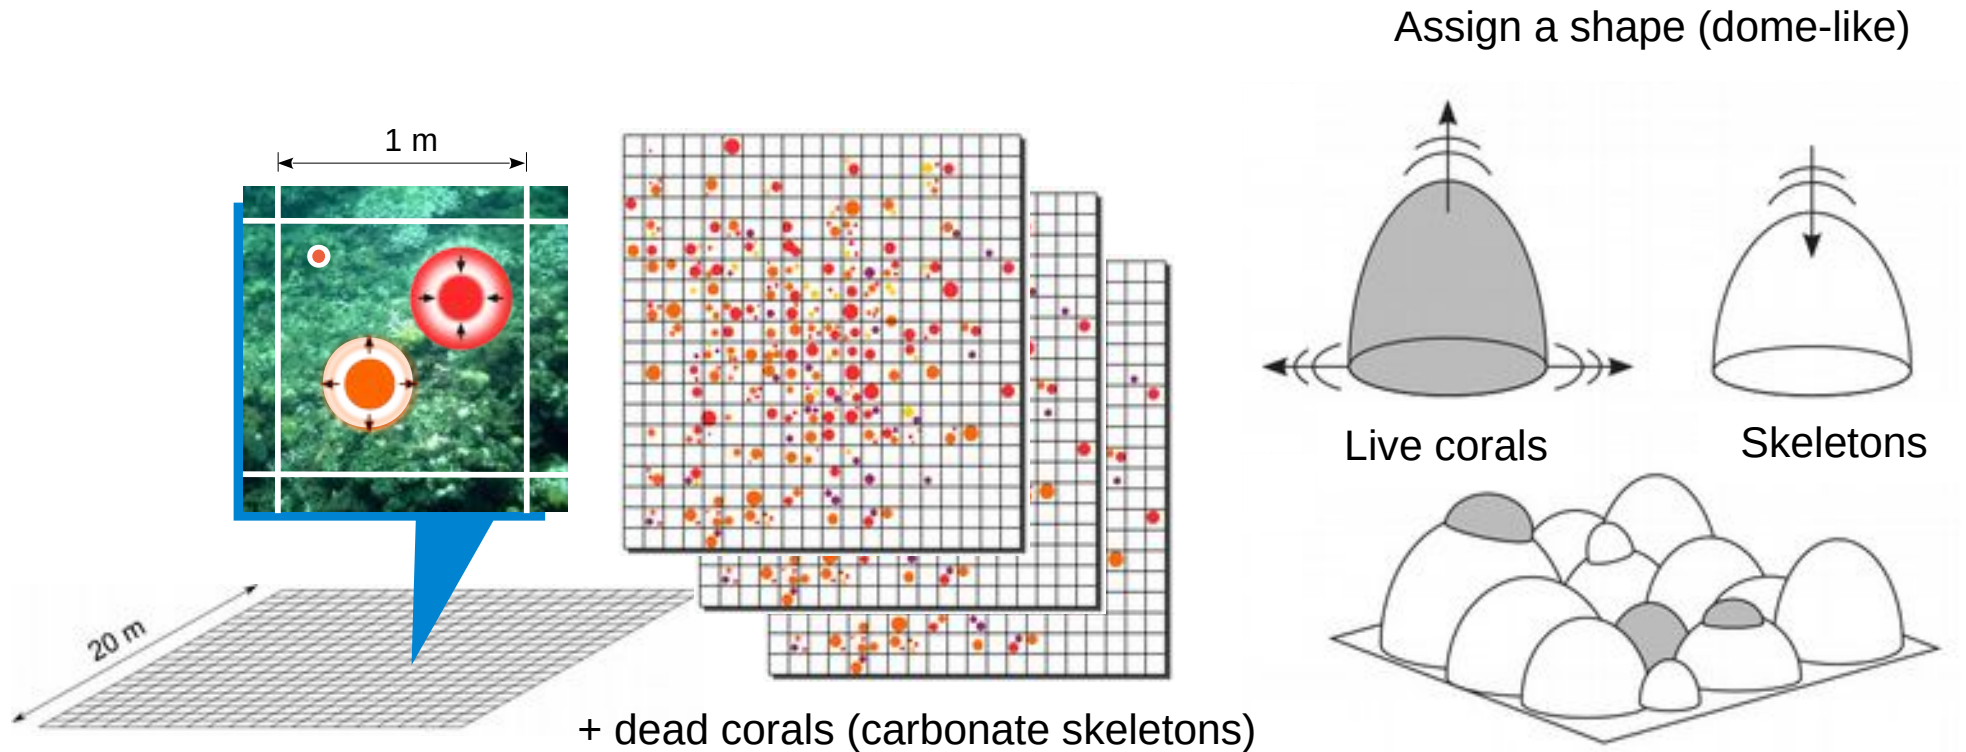 Assign a shape (dome-like)
1 m
Live corals
Skeletons
20 m
+ dead corals (carbonate skeletons)